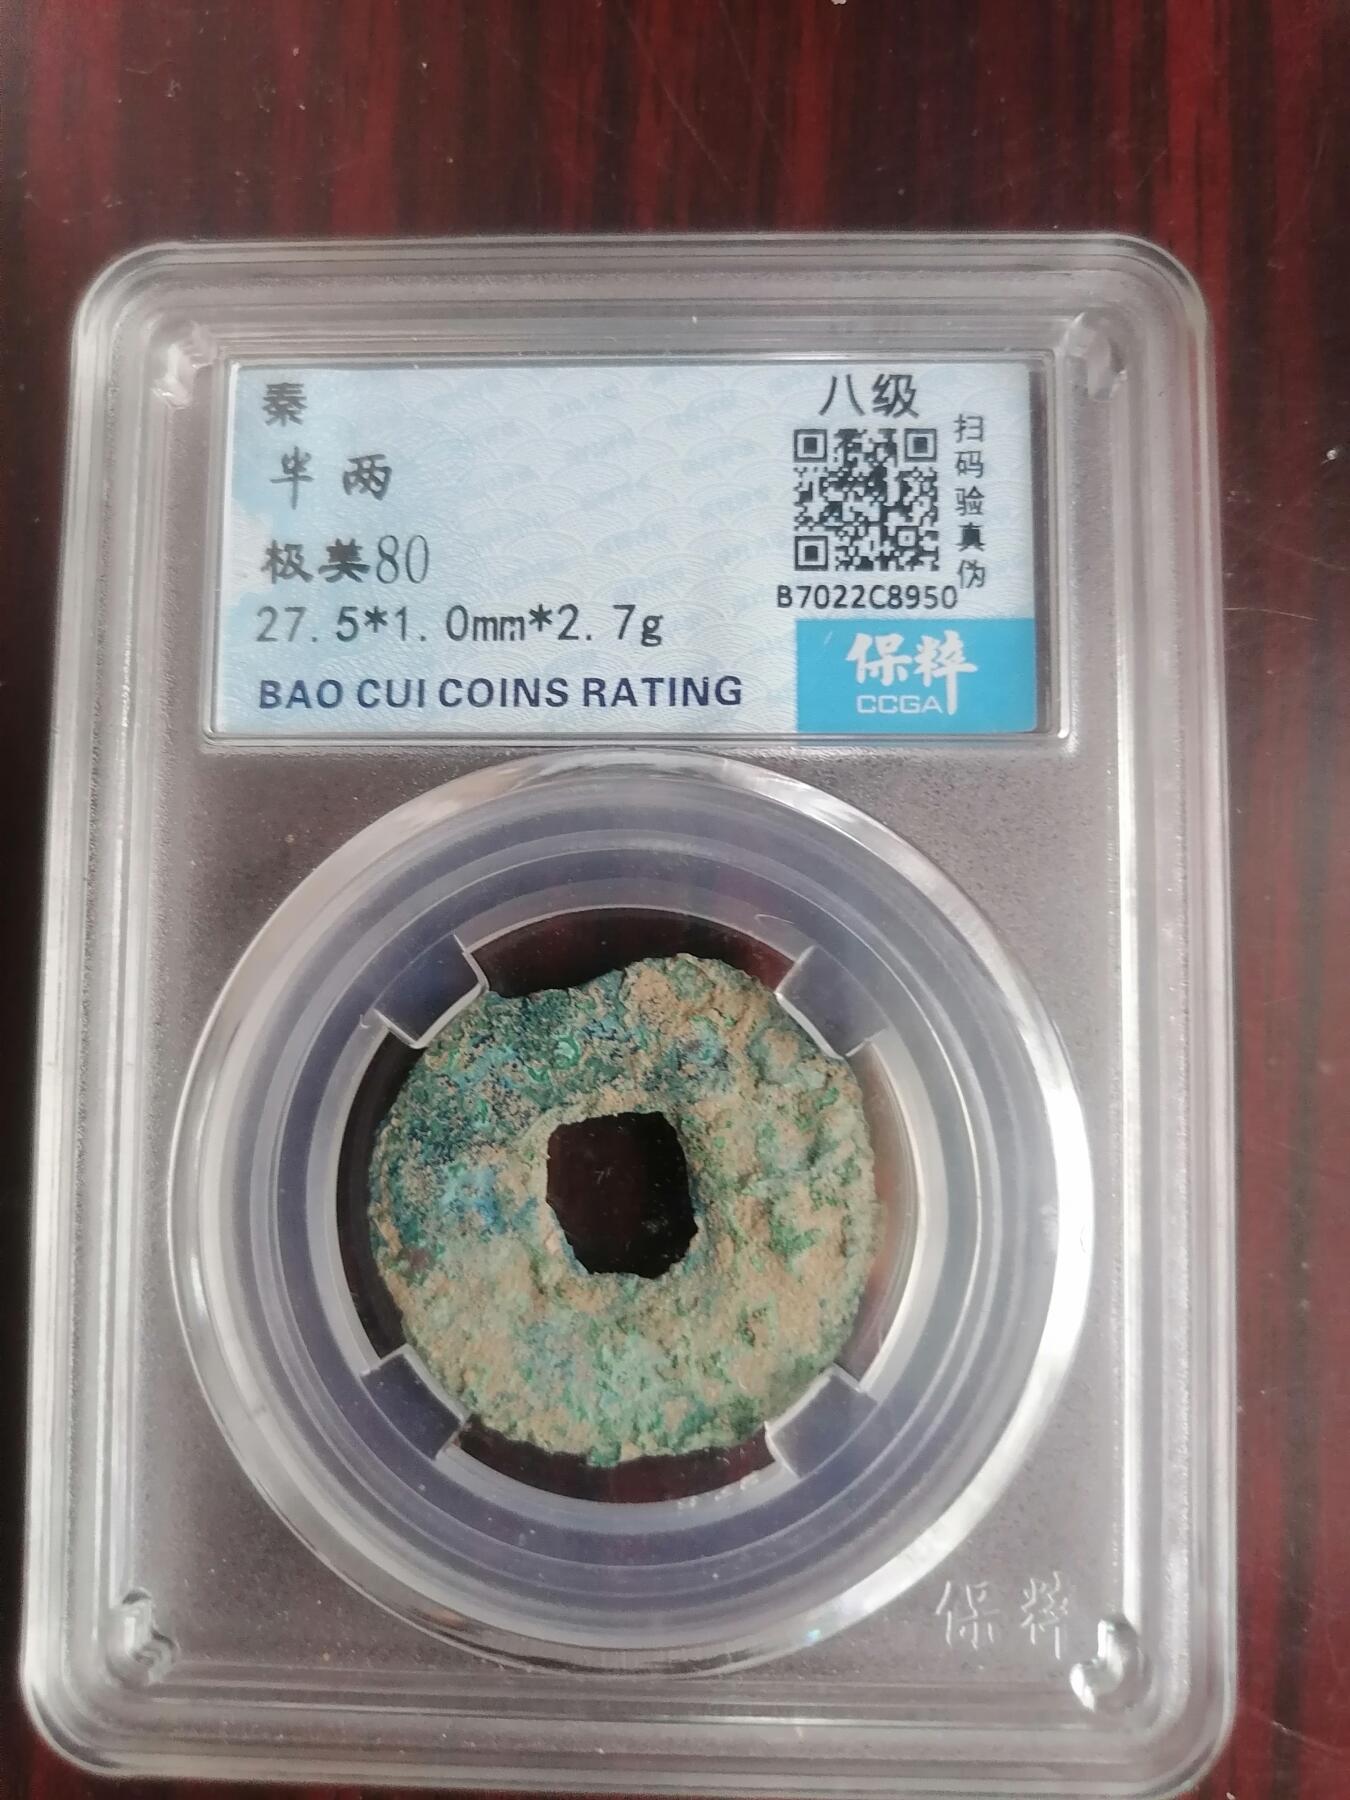 秦
半两
极美80
27.5*1.0mm*2.7g
BAO CUI COINS RATING
八级
扫码验真伪
B7022C8950
保粹
CCGA
保粹